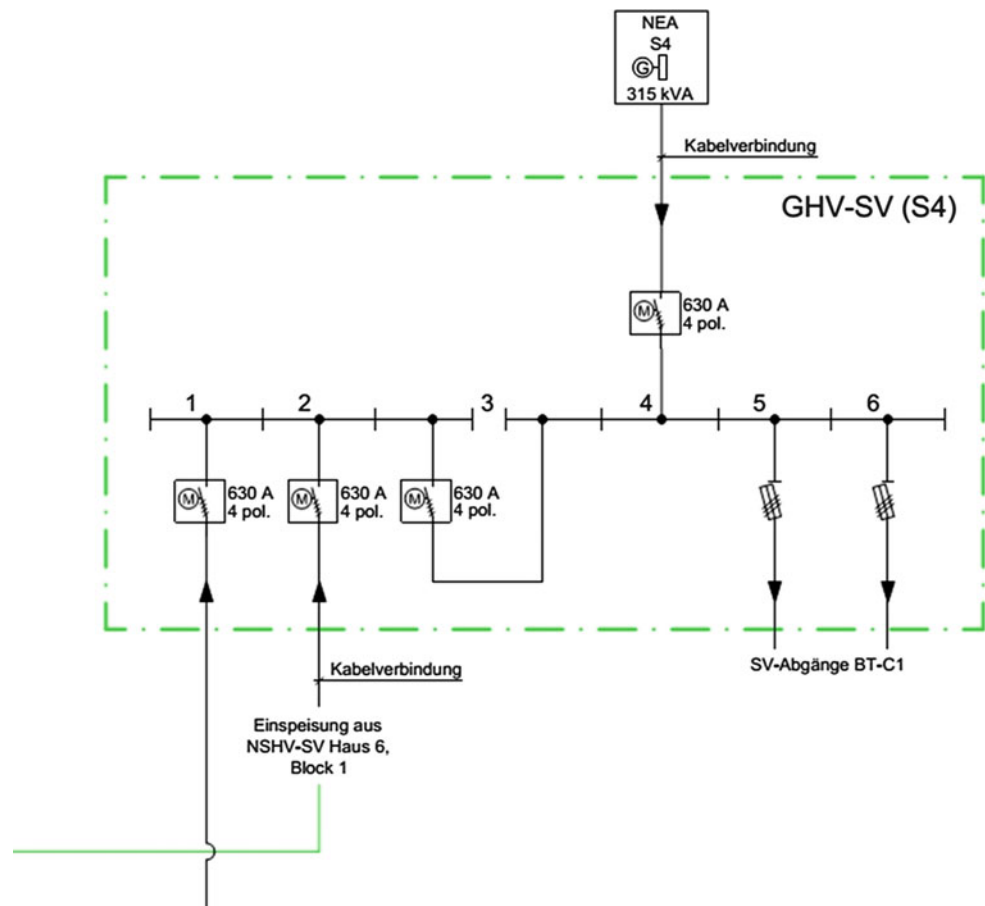 NEA
S4
G
315 kVA
Kabelverbindung
GHV-SV (S4)
M
630 A
4 pol.
1
2
3
4
5
6
M
630 A
4 pol.
M
630 A
4 pol.
M
630 A
4 pol.
SV-Abgänge BT-C1
Kabelverbindung
Einspeisung aus
NSHV-SV Haus 6,
Block 1